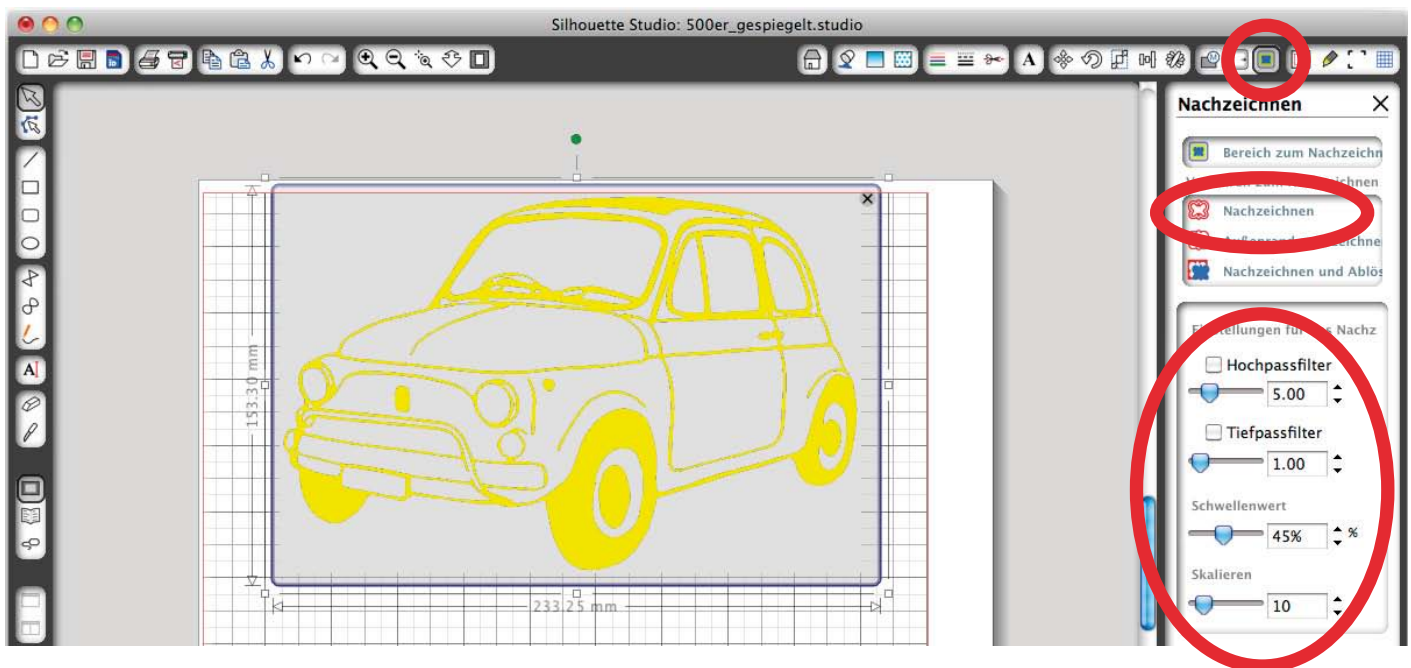 Silhouette Studio: 500er_gespiegelt.studio
A
A
153.30 mm
233.25 mm
Nachzeichnen
Bereich zum Nachzeichn
Nachzeichnen
Nachzeichnen und Ablös
Hochpassfilter
5.00
Tiefpassfilter
1.00
Schwellenwert
45% %
Skalieren
10